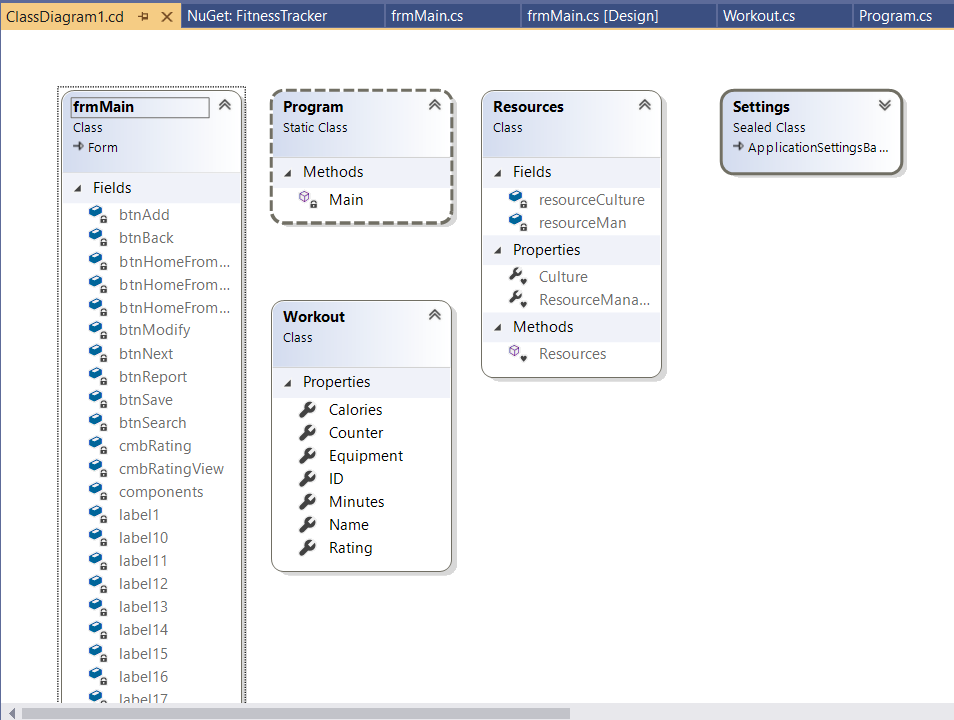 ClassDiagram1.cd
NuGet: FitnessTracker
frmMain.cs
frmMain.cs [Design]
Workout.cs
Program.cs
frmMain
Class
Form
Fields
btnAdd
btnBack
btnHomeFrom...
btnHomeFrom...
btnHomeFrom...
btnModify
btnNext
btnReport
btnSave
btnSearch
cmbRating
cmbRatingView
components
label1
label10
label11
label12
label13
label14
label15
label16
label17
Program
Static Class
Methods
Main
Workout
Class
Properties
Calories
Counter
Equipment
ID
Minutes
Name
Rating
Resources
Class
Fields
resourceCulture
resourceMan
Properties
Culture
ResourceMana...
Methods
Resources
Settings
Sealed Class
ApplicationSettingsBa...